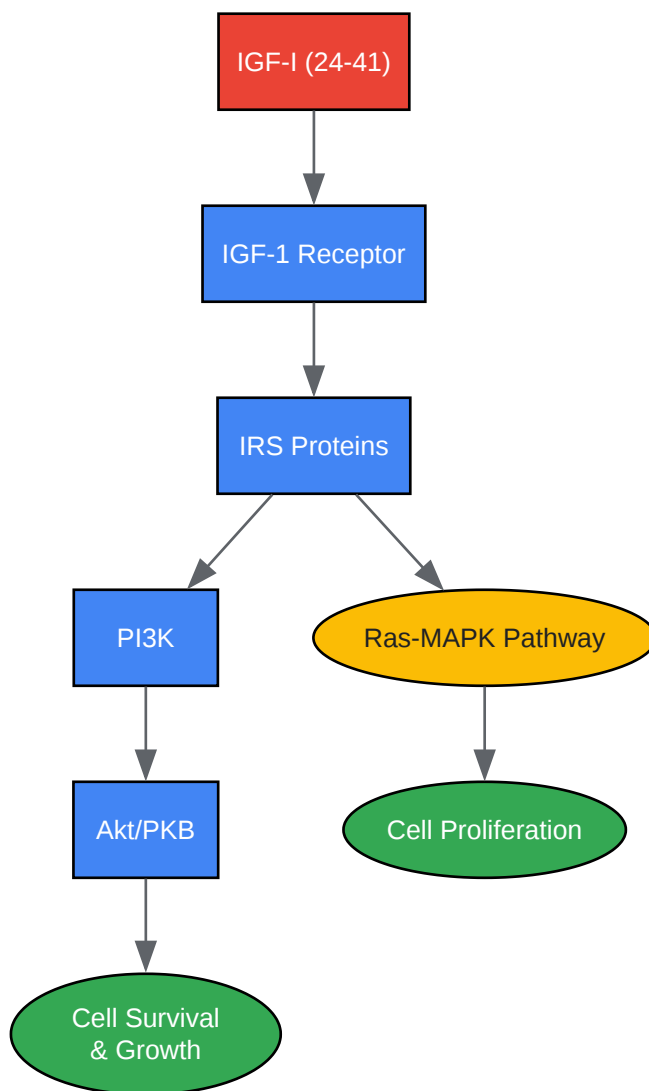 IGF-I (24-41)
IGF-1 Receptor
IRS Proteins
PI3K
Ras-MAPK Pathway
Akt/PKB
Cell Proliferation
Cell Survival
& Growth